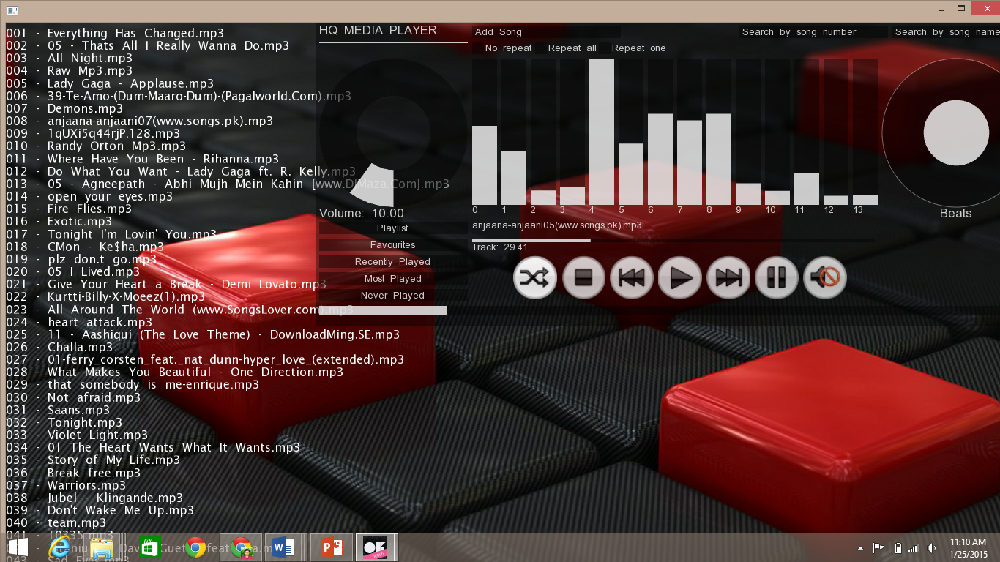 001 - Everything Has Changed.mp3
002 - 05 - Thats All I Really Wanna Do.mp3
003 - All Night.mp3
004 - Raw Mp3.mp3
005 - Lady Gaga - Applause.mp3
006 - 39-Te-Amo-(Dum-Maaro-Dum)-(Pagalworld.Com).mp3
007 - Demons.mp3
008 - anjaana-anjaani07(www.songs.pk).mp3
009 - 1qUXi5q44rjP.128.mp3
010 - Randy Orton Mp3.mp3
011 - Where Have You Been - Rihanna.mp3
012 - Do What You Want - Lady Gaga ft. R. Kelly.mp3
013 - 05 - Agneepath - Abhi Mujh Mein Kahin [www.DJMaza.Com].mp3
014 - open your eyes.mp3
015 - Fire Flies.mp3
016 - Exotic.mp3
017 - Tonight I'm Lovin' You.mp3
018 - CMon - Ke$ha.mp3
019 - plz don.t go.mp3
020 - 05 I Lived.mp3
021 - Give Your Heart a Break - Demi Lovato.mp3
022 - Kurtti-Billy-X-Moeez(1).mp3
023 - All Around The World (www.SongsLover.com).mp3
024 - heart attack.mp3
025 - 11 - Aashiqui (The Love Theme) - DownloadMing.SE.mp3
026 - Challa.mp3
027 - 01-ferry_corsten_feat._nat_dunn-hyper_love_(extended).mp3
028 - What Makes You Beautiful - One Direction.mp3
029 - that somebody is me-enrique.mp3
030 - Not afraid.mp3
031 - Saans.mp3
032 - Tonight.mp3
033 - Violet Light.mp3
034 - 01 The Heart Wants What It Wants.mp3
035 - Story of My Life.mp3
036 - Break free.mp3
037 - Warriors.mp3
038 - Jubel - Klingande.mp3
039 - Don't Wake Me Up.mp3
040 - team.mp3
041 - 10335.mp3
043 - Sad Eyes.mp3
HQ MEDIA PLAYER
Volume: 10.00
Playlist
Favourites
Recently Played
Most Played
Never Played
Add Song
Search by song number
Search by song name
No repeat
Repeat all
Repeat one
0 1 2 3 4 5 6 7 8 9 10 11 12 13
anjaana-anjaani05(www.songs.pk).mp3
Track: 29.41
Beats
DEBUG
11:10 AM
1/25/2015